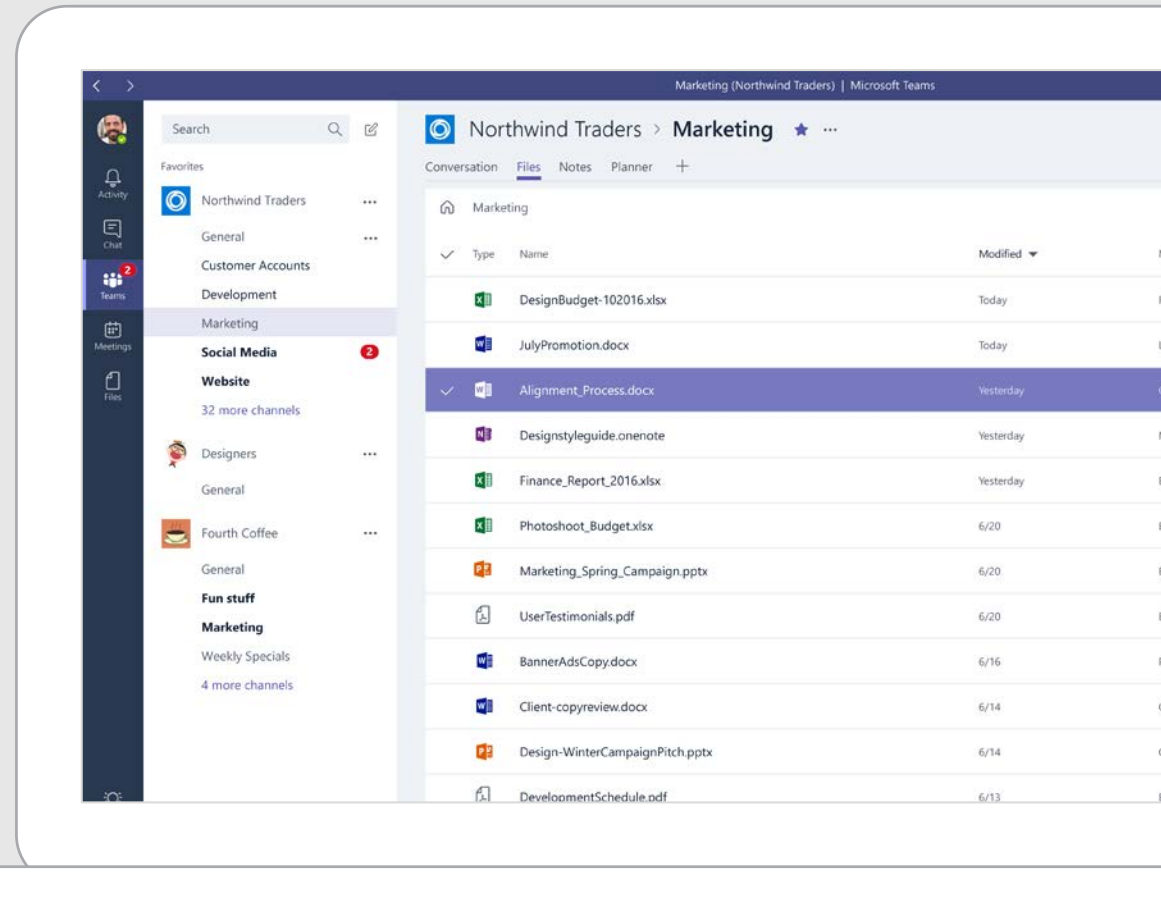 Marketing (Northwind Traders) | Microsoft Teams
Search
Favorites
Northwind Traders
General
Customer Accounts
Development
Marketing
Social Media 2
Website
32 more channels
Designers
General
Fourth Coffee
General
Fun stuff
Marketing
Weekly Specials
4 more channels
Activity
Chat
2
Teams
Meetings
Files
Northwind Traders > Marketing
Conversation Files Notes Planner
Marketing
Type Name Modified
DesignBudget-102016.xlsx Today
JulyPromotion.docx Today
Alignment_Process.docx Yesterday
Designstyleguide.onenote Yesterday
Finance_Report_2016.xlsx Yesterday
Photoshoot_Budget.xlsx 6/20
Marketing_Spring_Campaign.pptx 6/20
UserTestimonials.pdf 6/20
BannerAdsCopy.docx 6/16
Client-copyreview.docx 6/14
Design-WinterCampaignPitch.pptx 6/14
DevelopmentSchedule.pdf 6/13